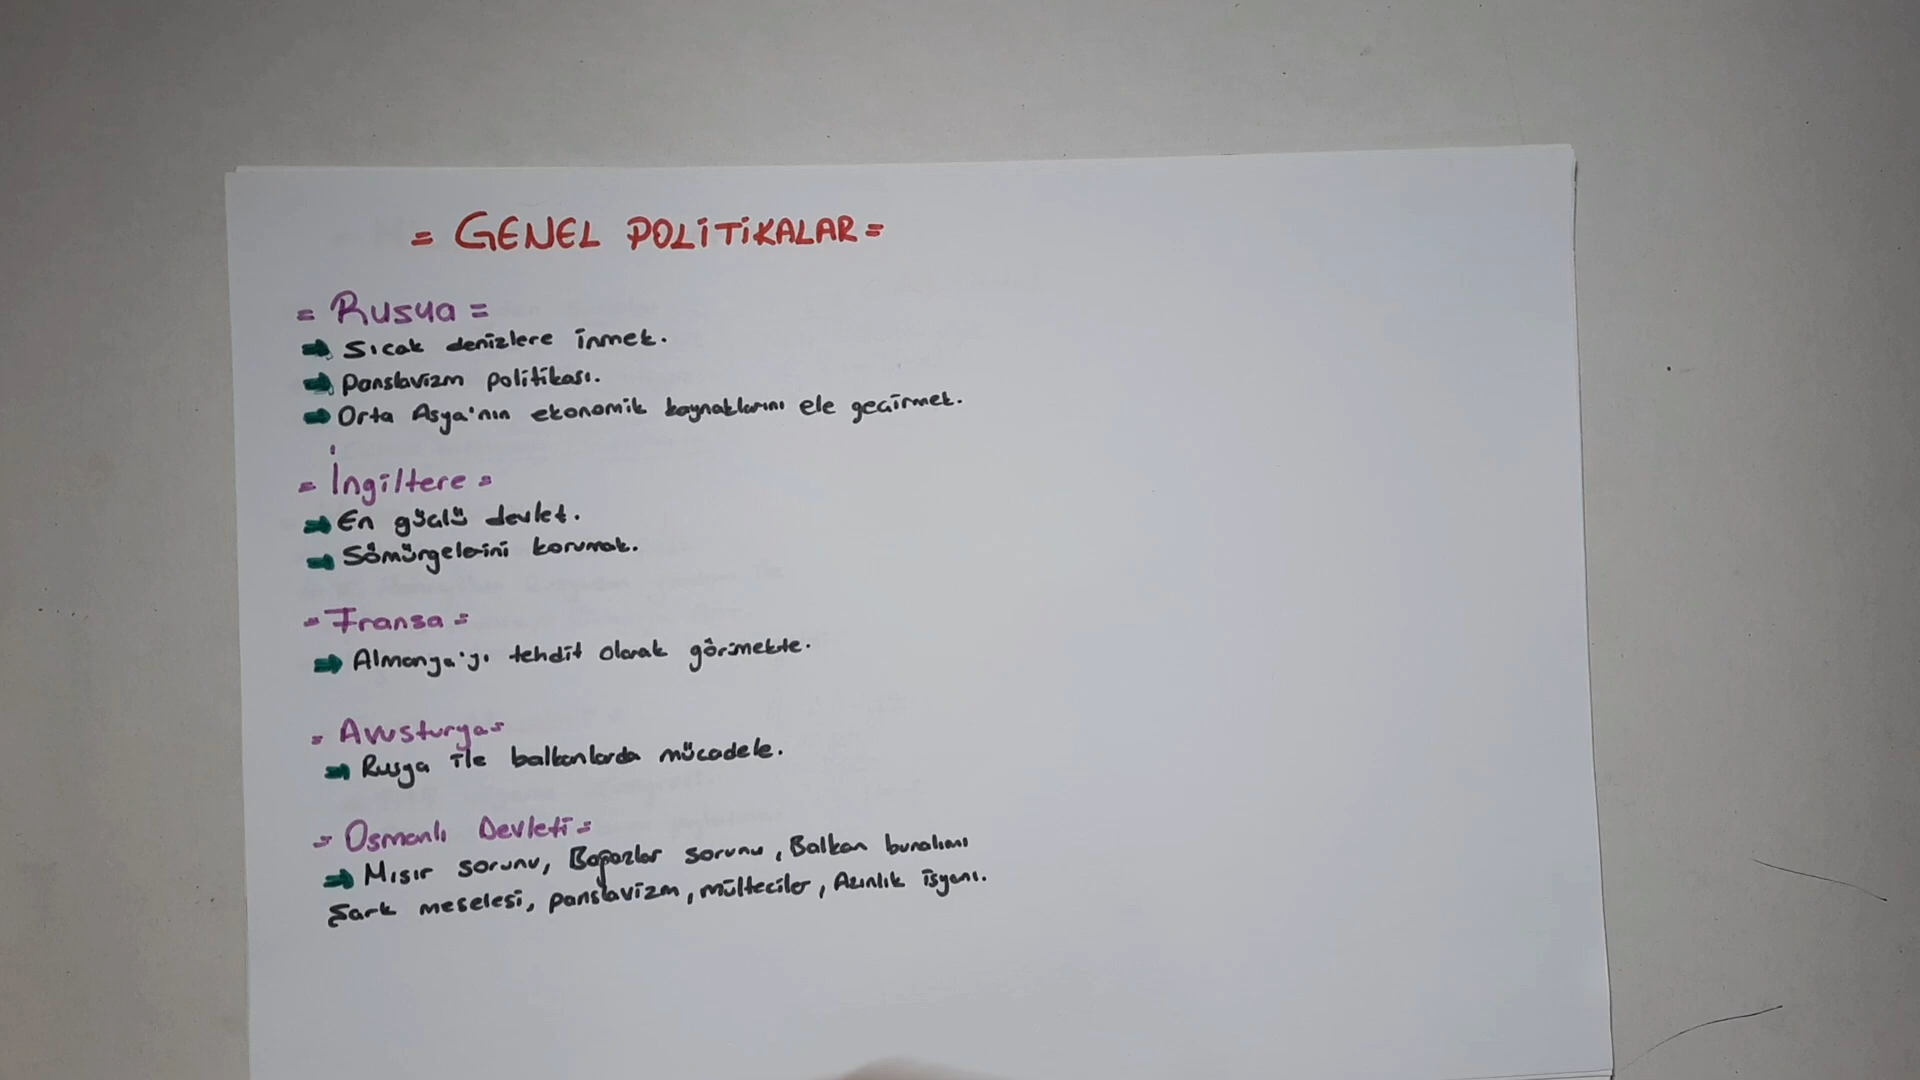 = GENEL POLİTİKALAR =
= Rusya =
➡ Sıcak denizlere inmek.
➡ Panslavizm politikası.
➡ Orta Asya'nın ekonomik kaynaklarını ele geçirmek.
= İngiltere =
➡ En güçlü devlet.
➡ Sömürgelerini korumak.
= Fransa =
➡ Almanya'yı tehdit olarak görmekte.
= Avusturya=
➡ Rusya ile balkanlarda mücadele.
= Osmanlı Devleti =
➡ Mısır sorunu, Boğazlar sorunu, Balkan bunalımı
Şark meselesi, panslavizm, mülteciler, Azınlık isyanı.